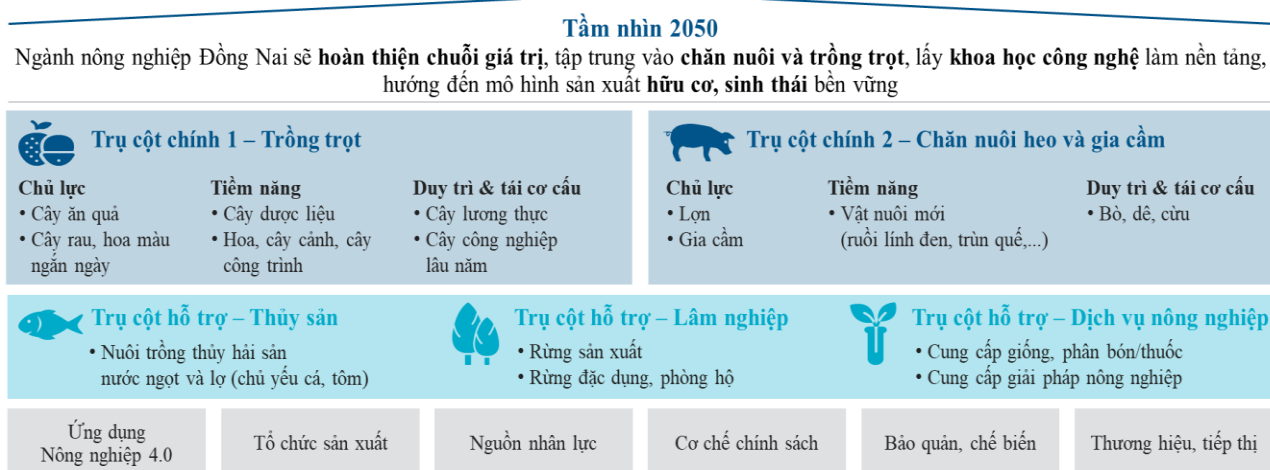 Tầm nhìn 2050
Ngành nông nghiệp Đồng Nai sẽ hoàn thiện chuỗi giá trị, tập trung vào chăn nuôi và trồng trọt, lấy khoa học công nghệ làm nền tảng,
hướng đến mô hình sản xuất hữu cơ, sinh thái bền vững
Trụ cột chính 1 – Trồng trọt
Chủ lực
• Cây ăn quả
• Cây rau, hoa màu
ngắn ngày
Tiềm năng
• Cây dược liệu
• Hoa, cây cảnh, cây
công trình
Duy trì & tái cơ cấu
• Cây lương thực
• Cây công nghiệp
lâu năm
Trụ cột chính 2 – Chăn nuôi heo và gia cầm
Chủ lực
• Lợn
• Gia cầm
Tiềm năng
• Vật nuôi mới
(ruồi lính đen, trùn quế,...)
Duy trì & tái cơ cấu
• Bò, dê, cừu
Trụ cột hỗ trợ – Thủy sản
• Nuôi trồng thủy hải sản
nước ngọt và lợ (chủ yếu cá, tôm)
Trụ cột hỗ trợ – Lâm nghiệp
• Rừng sản xuất
• Rừng đặc dụng, phòng hộ
Trụ cột hỗ trợ – Dịch vụ nông nghiệp
• Cung cấp giống, phân bón/thuốc
• Cung cấp giải pháp nông nghiệp
Ứng dụng
Nông nghiệp 4.0
Tổ chức sản xuất
Nguồn nhân lực
Cơ chế chính sách
Bảo quản, chế biến
Thương hiệu, tiếp thị